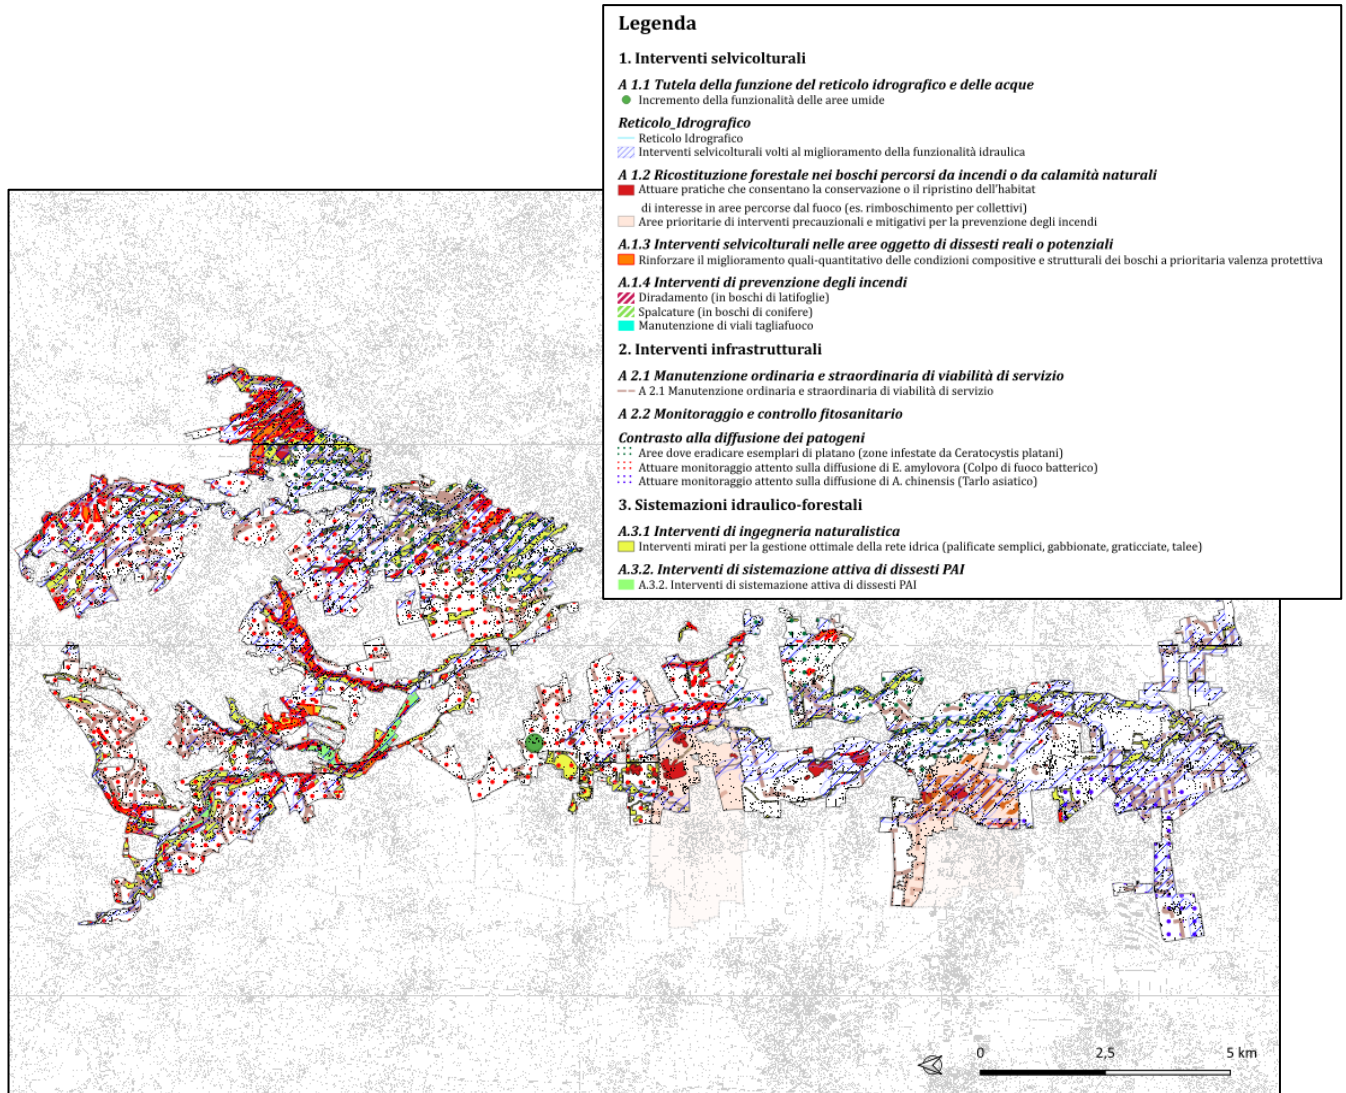 Legenda
1. Interventi selvicolturali
A 1.1 Tutela della funzione del reticolo idrografico e delle acque
Incremento della funzionalità delle aree umide
Reticolo_Idrografico
Reticolo Idrografico
Interventi selvicolturali volti al miglioramento della funzionalità idraulica
A 1.2 Ricostituzione forestale nei boschi percorsi da incendi o da calamità naturali
Attuare pratiche che consentano la conservazione o il ripristino dell'habitat
di interesse in aree percorse dal fuoco (es. rimboschimento per collettivi)
Aree prioritarie di interventi precauzionali e mitigativi per la prevenzione degli incendi
A.1.3 Interventi selvicolturali nelle aree oggetto di dissesti reali o potenziali
Rinforzare il miglioramento quali-quantitativo delle condizioni compositive e strutturali dei boschi a prioritaria valenza protettiva
A.1.4 Interventi di prevenzione degli incendi
Diradamento (in boschi di latifoglie)
Spalcature (in boschi di conifere)
Manutenzione di viali tagliafuoco
2. Interventi infrastrutturali
A 2.1 Manutenzione ordinaria e straordinaria di viabilità di servizio
A 2.1 Manutenzione ordinaria e straordinaria di viabilità di servizio
A 2.2 Monitoraggio e controllo fitosanitario
Contrasto alla diffusione dei patogeni
Aree dove eradicare esemplari di platano (zone infestate da Ceratocystis platani)
Attuare monitoraggio attento sulla diffusione di E. amylovora (Colpo di fuoco batterico)
Attuare monitoraggio attento sulla diffusione di A. chinensis (Tarlo asiatico)
3. Sistemazioni idraulico-forestali
A.3.1 Interventi di ingegneria naturalistica
Interventi mirati per la gestione ottimale della rete idrica (palificate semplici, gabbionate, graticciate, talee)
A.3.2. Interventi di sistemazione attiva di dissesti PAI
A.3.2. Interventi di sistemazione attiva di dissesti PAI
0 2,5 5 km